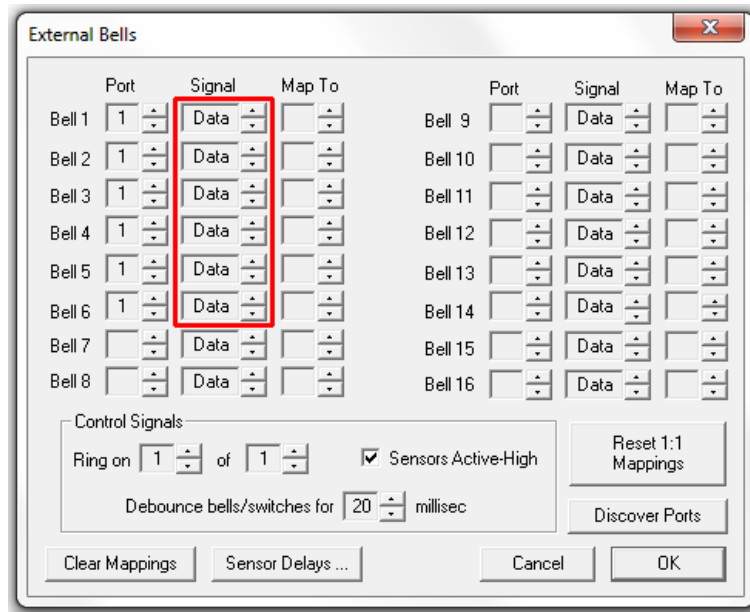 External Bells
Port Signal Map To Port Signal Map To
Bell 1 1 Data Bell 9 Data
Bell 2 1 Data Bell 10 Data
Bell 3 1 Data Bell 11 Data
Bell 4 1 Data Bell 12 Data
Bell 5 1 Data Bell 13 Data
Bell 6 1 Data Bell 14 Data
Bell 7 Data Bell 15 Data
Bell 8 Data Bell 16 Data
Control Signals
Ring on 1 of 1 Sensors Active-High
Debounce bells/switches for 20 millisec
Reset 1:1
Mappings
Discover Ports
Clear Mappings Sensor Delays ... Cancel OK